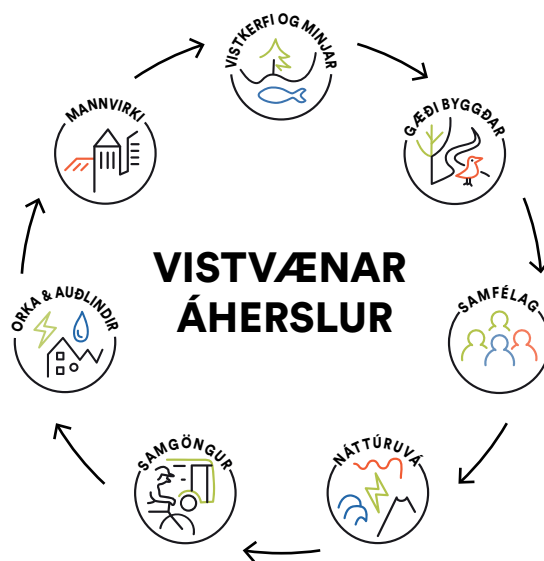 VISTKERFI OG MINJAR
GÆÐI BYGGÐAR
SAMFÉLAG
NÁTTÚRUVÁ
SAMGÖNGUR
ORKA & AUÐLINDIR
MANNVIRKI
VISTVÆNAR
ÁHERSLUR